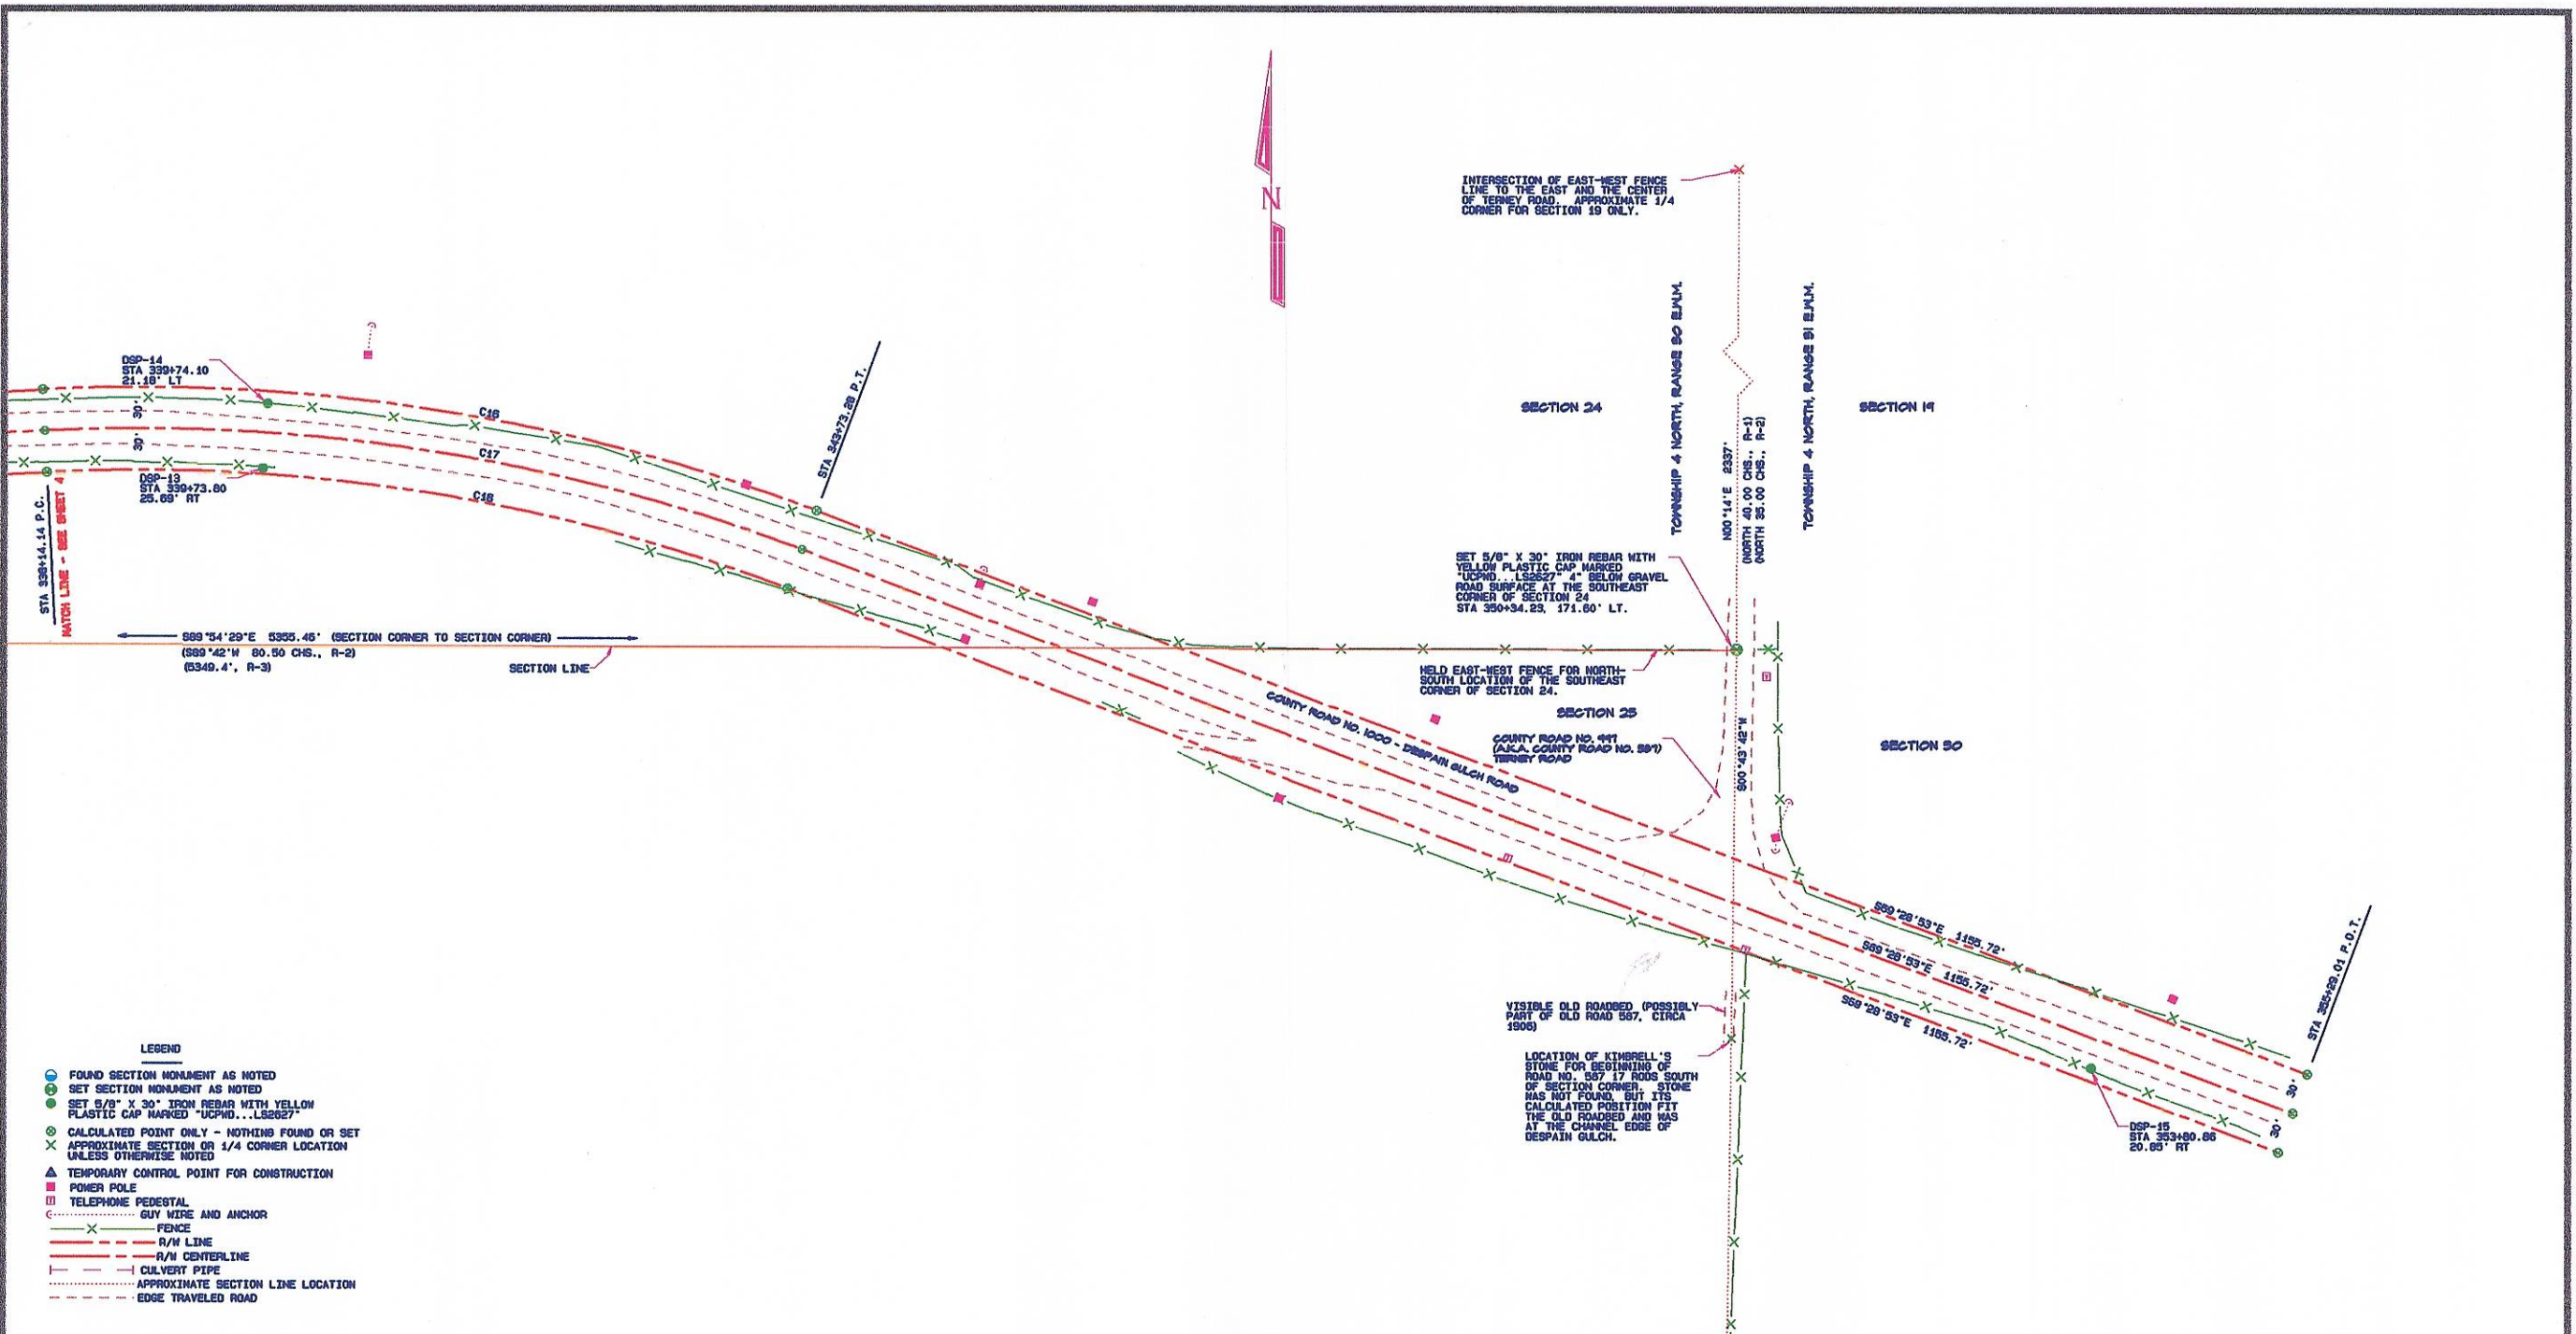 N
INTERSECTION OF EAST-WEST FENCE
LINE TO THE EAST AND THE CENTER
OF TERNEY ROAD. APPROXIMATE 1/4
CORNER FOR SECTION 19 ONLY.
TOWNSHIP 4 NORTH, RANGE 30 E.W.M.
TOWNSHIP 4 NORTH, RANGE 31 E.W.M.
SECTION 24
SECTION 19
N00°14'E 2337'
(NORTH 40.00 CHS., R-1)
(NORTH 35.00 CHS., R-2)
DSP-14
STA 339+74.10
21.18' LT
30'
30'
C16
C17
C18
STA 343+73.28 P.T.
DSP-13
STA 339+73.80
25.69' RT
STA 338+14.14 P.C.
MATCH LINE - SEE SHEET 4
S89°54'29"E 5355.46' (SECTION CORNER TO SECTION CORNER)
(S89°42'W 80.50 CHS., R-2)
(5349.4', R-3)
SECTION LINE
SET 5/8" X 30" IRON REBAR WITH
YELLOW PLASTIC CAP MARKED
"UCPWD...LS2627" 4" BELOW GRAVEL
ROAD SURFACE AT THE SOUTHEAST
CORNER OF SECTION 24
STA 350+34.23, 171.60' LT.
HELD EAST-WEST FENCE FOR NORTH-
SOUTH LOCATION OF THE SOUTHEAST
CORNER OF SECTION 24.
SECTION 25
COUNTY ROAD NO. 1000 - DESPAIN GULCH ROAD
COUNTY ROAD NO. 997
(A.K.A. COUNTY ROAD NO. 587)
TERNEY ROAD
S00°43'42"W
SECTION 30
S69°28'53"E 1155.72'
S69°28'53"E 1155.72'
S69°28'53"E 1155.72'
STA 355+29.01 P.O.T.
30'
30'
VISIBLE OLD ROADBED (POSSIBLY
PART OF OLD ROAD 587, CIRCA
1906)
LOCATION OF KIMBRELL'S
STONE FOR BEGINNING OF
ROAD NO. 587 17 RODS SOUTH
OF SECTION CORNER. STONE
WAS NOT FOUND, BUT ITS
CALCULATED POSITION FIT
THE OLD ROADBED AND WAS
AT THE CHANNEL EDGE OF
DESPAIN GULCH.
DSP-15
STA 353+80.86
20.85' RT
LEGEND
FOUND SECTION MONUMENT AS NOTED
SET SECTION MONUMENT AS NOTED
SET 5/8" X 30" IRON REBAR WITH YELLOW
PLASTIC CAP MARKED "UCPWD...LS2627"
CALCULATED POINT ONLY - NOTHING FOUND OR SET
APPROXIMATE SECTION OR 1/4 CORNER LOCATION
UNLESS OTHERWISE NOTED
TEMPORARY CONTROL POINT FOR CONSTRUCTION
POWER POLE
TELEPHONE PEDESTAL
GUY WIRE AND ANCHOR
FENCE
R/W LINE
R/W CENTERLINE
CULVERT PIPE
APPROXIMATE SECTION LINE LOCATION
EDGE TRAVELED ROAD